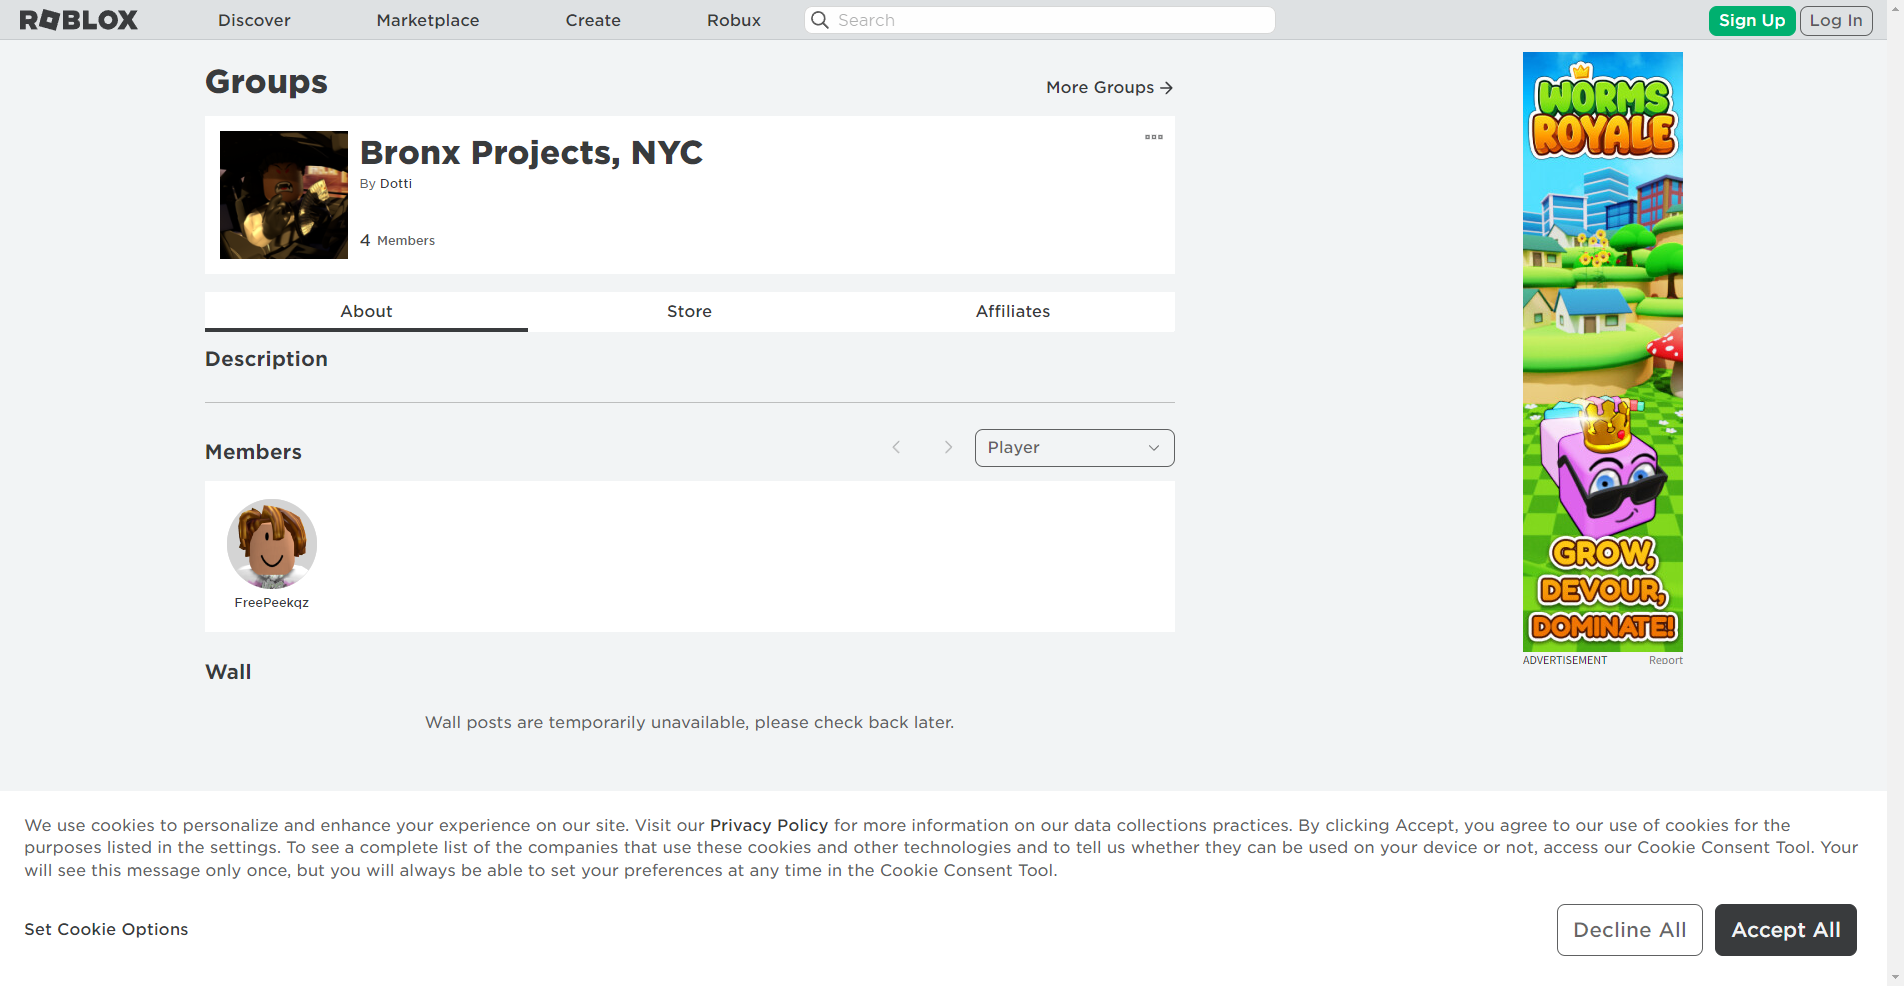 ROBLOX
Discover
Marketplace
Create
Robux
Search
Sign Up
Log In
Groups
More Groups
Bronx Projects, NYC
By Dotti
4 Members
About
Store
Affiliates
Description
Members
Player
FreePeekqz
Wall
Wall posts are temporarily unavailable, please check back later.
WORMS
ROYALE
GROW,
DEVOUR,
DOMINATE!
ADVERTISEMENT
Report
We use cookies to personalize and enhance your experience on our site. Visit our Privacy Policy for more information on our data collections practices. By clicking Accept, you agree to our use of cookies for the
purposes listed in the settings. To see a complete list of the companies that use these cookies and other technologies and to tell us whether they can be used on your device or not, access our Cookie Consent Tool. Your
will see this message only once, but you will always be able to set your preferences at any time in the Cookie Consent Tool.
Set Cookie Options
Decline All
Accept All